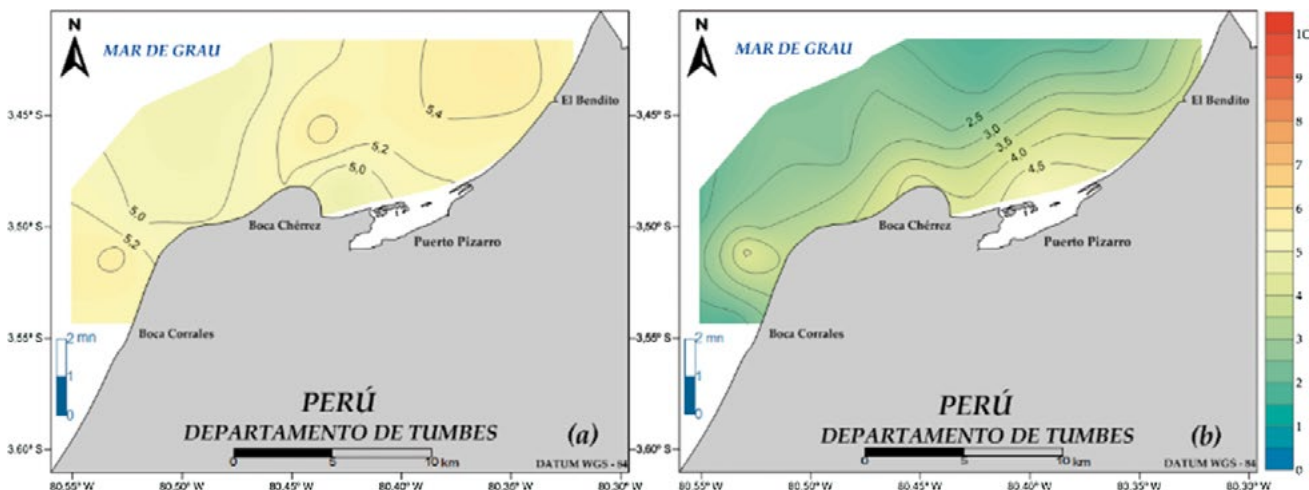 N
MAR DE GRAU
3,45° S
3,50° S
3,55° S
3,60° S
5,4
5,2
5,0
5,0
5,2
El Bendito
Boca Chérrez
Puerto Pizarro
Boca Corrales
2 mn
1
0
PERÚ
DEPARTAMENTO DE TUMBES
(a)
0 5 10 km
DATUM WGS - 84
80.55° W 80.50° W 80.45° W 80.40° W 80.35° W 80.30° W
N
MAR DE GRAU
3,45° S
3,50° S
3,55° S
3,60° S
2,5
3,0
3,5
4,0
4,5
El Bendito
Boca Chérrez
Puerto Pizarro
Boca Corrales
2 mn
1
0
PERÚ
DEPARTAMENTO DE TUMBES
(b)
0 5 10 km
DATUM WGS - 84
80.55° W 80.50° W 80.45° W 80.40° W 80.35° W 80.30° W
10
9
8
7
6
5
4
3
2
1
0